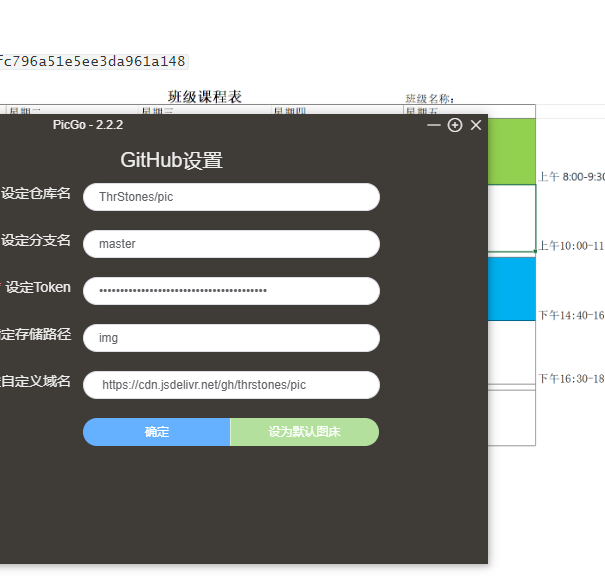 fc796a51e5ee3da961a148
班级课程表
班级名称:
星期二
星期三
星期四
星期五
PicGo - 2.2.2
GitHub设置
设定仓库名
ThrStones/pic
设定分支名
master
设定Token
定存储路径
img
自定义域名
https://cdn.jsdelivr.net/gh/thrstones/pic
确定
设为默认图床
上午 8:00-9:30
上午10:00-11
下午14:40-16
下午16:30-18